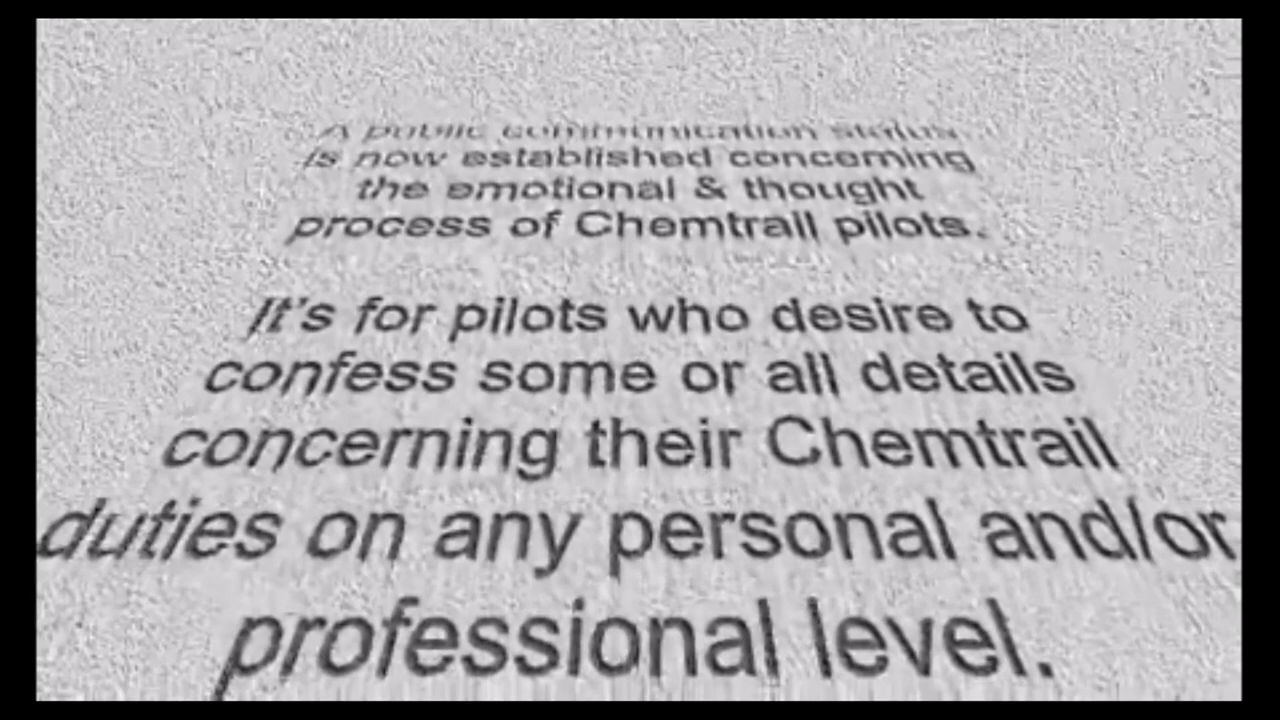 A public communication status
is now established concerning
the emotional & thought
process of Chemtrail pilots.
It's for pilots who desire to
confess some or all details
concerning their Chemtrail
duties on any personal and/or
professional level.